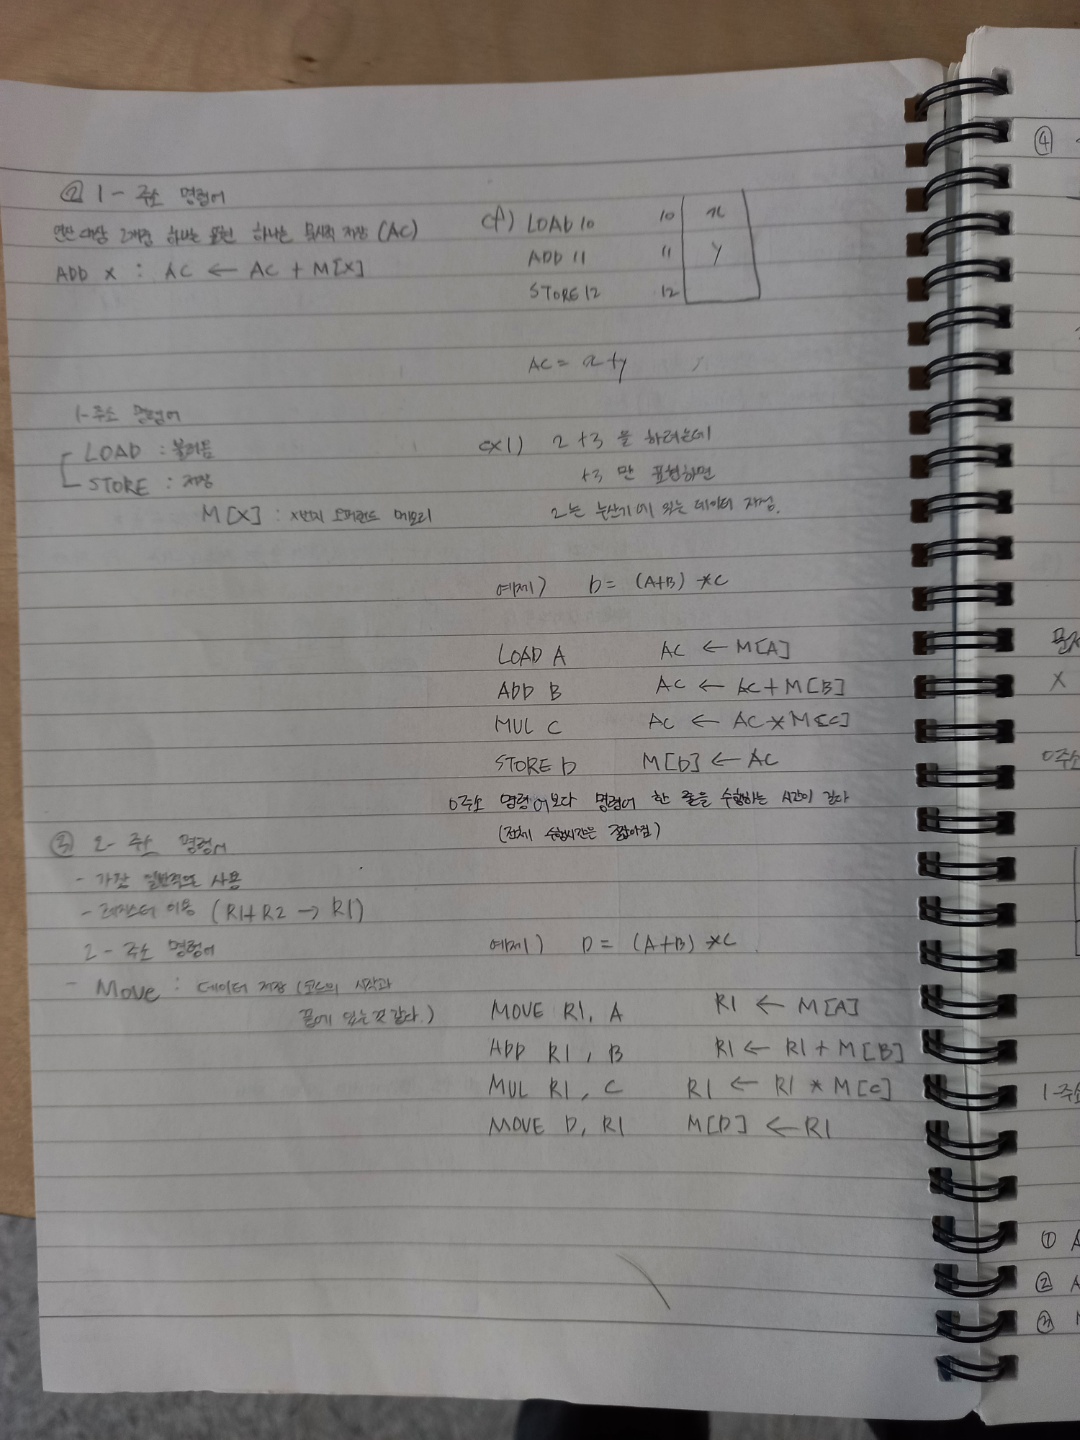 ② 1- 주소 명령어
연산 대상 2개중 하나는 표현 하나는 묵시적 저장 (AC)
ADD X : AC ← AC + M[X]
cf) LOAD 10 10 x
ADD 11 11 y
STORE 12 12
AC = x+y
1-주소 명령어
LOAD : 불러옴
STORE : 저장
M[X] : X번지 오퍼랜드 메모리
ex1) 2 +3 을 하려는데
+3 만 표현하면
2는 누산기에 있는 데이터 저장.
예제) D = (A+B) *C
LOAD A AC ← M[A]
ADD B AC ← AC + M[B]
MUL C AC ← AC * M[C]
STORE D M[D] ← AC
0주소 명령어보다 명령어 한 줄을 수행하는 시간이 길다
(전체 수행시간은 짧아짐)
③ 2- 주소 명령어
- 가장 일반적으로 사용
- 레지스터 이용 (R1+R2 → R1)
2- 주소 명령어
- Move : 데이터 저장 (코드의 시작과
끝에 있는 것 같다.)
예제) D = (A+B) *C
MOVE R1, A R1 ← M[A]
ADD R1, B R1 ← R1 + M[B]
MUL R1, C R1 ← R1 * M[C]
MOVE D, R1 M[D] ← R1
④
X
0주소
1-주소
① A
② A
③